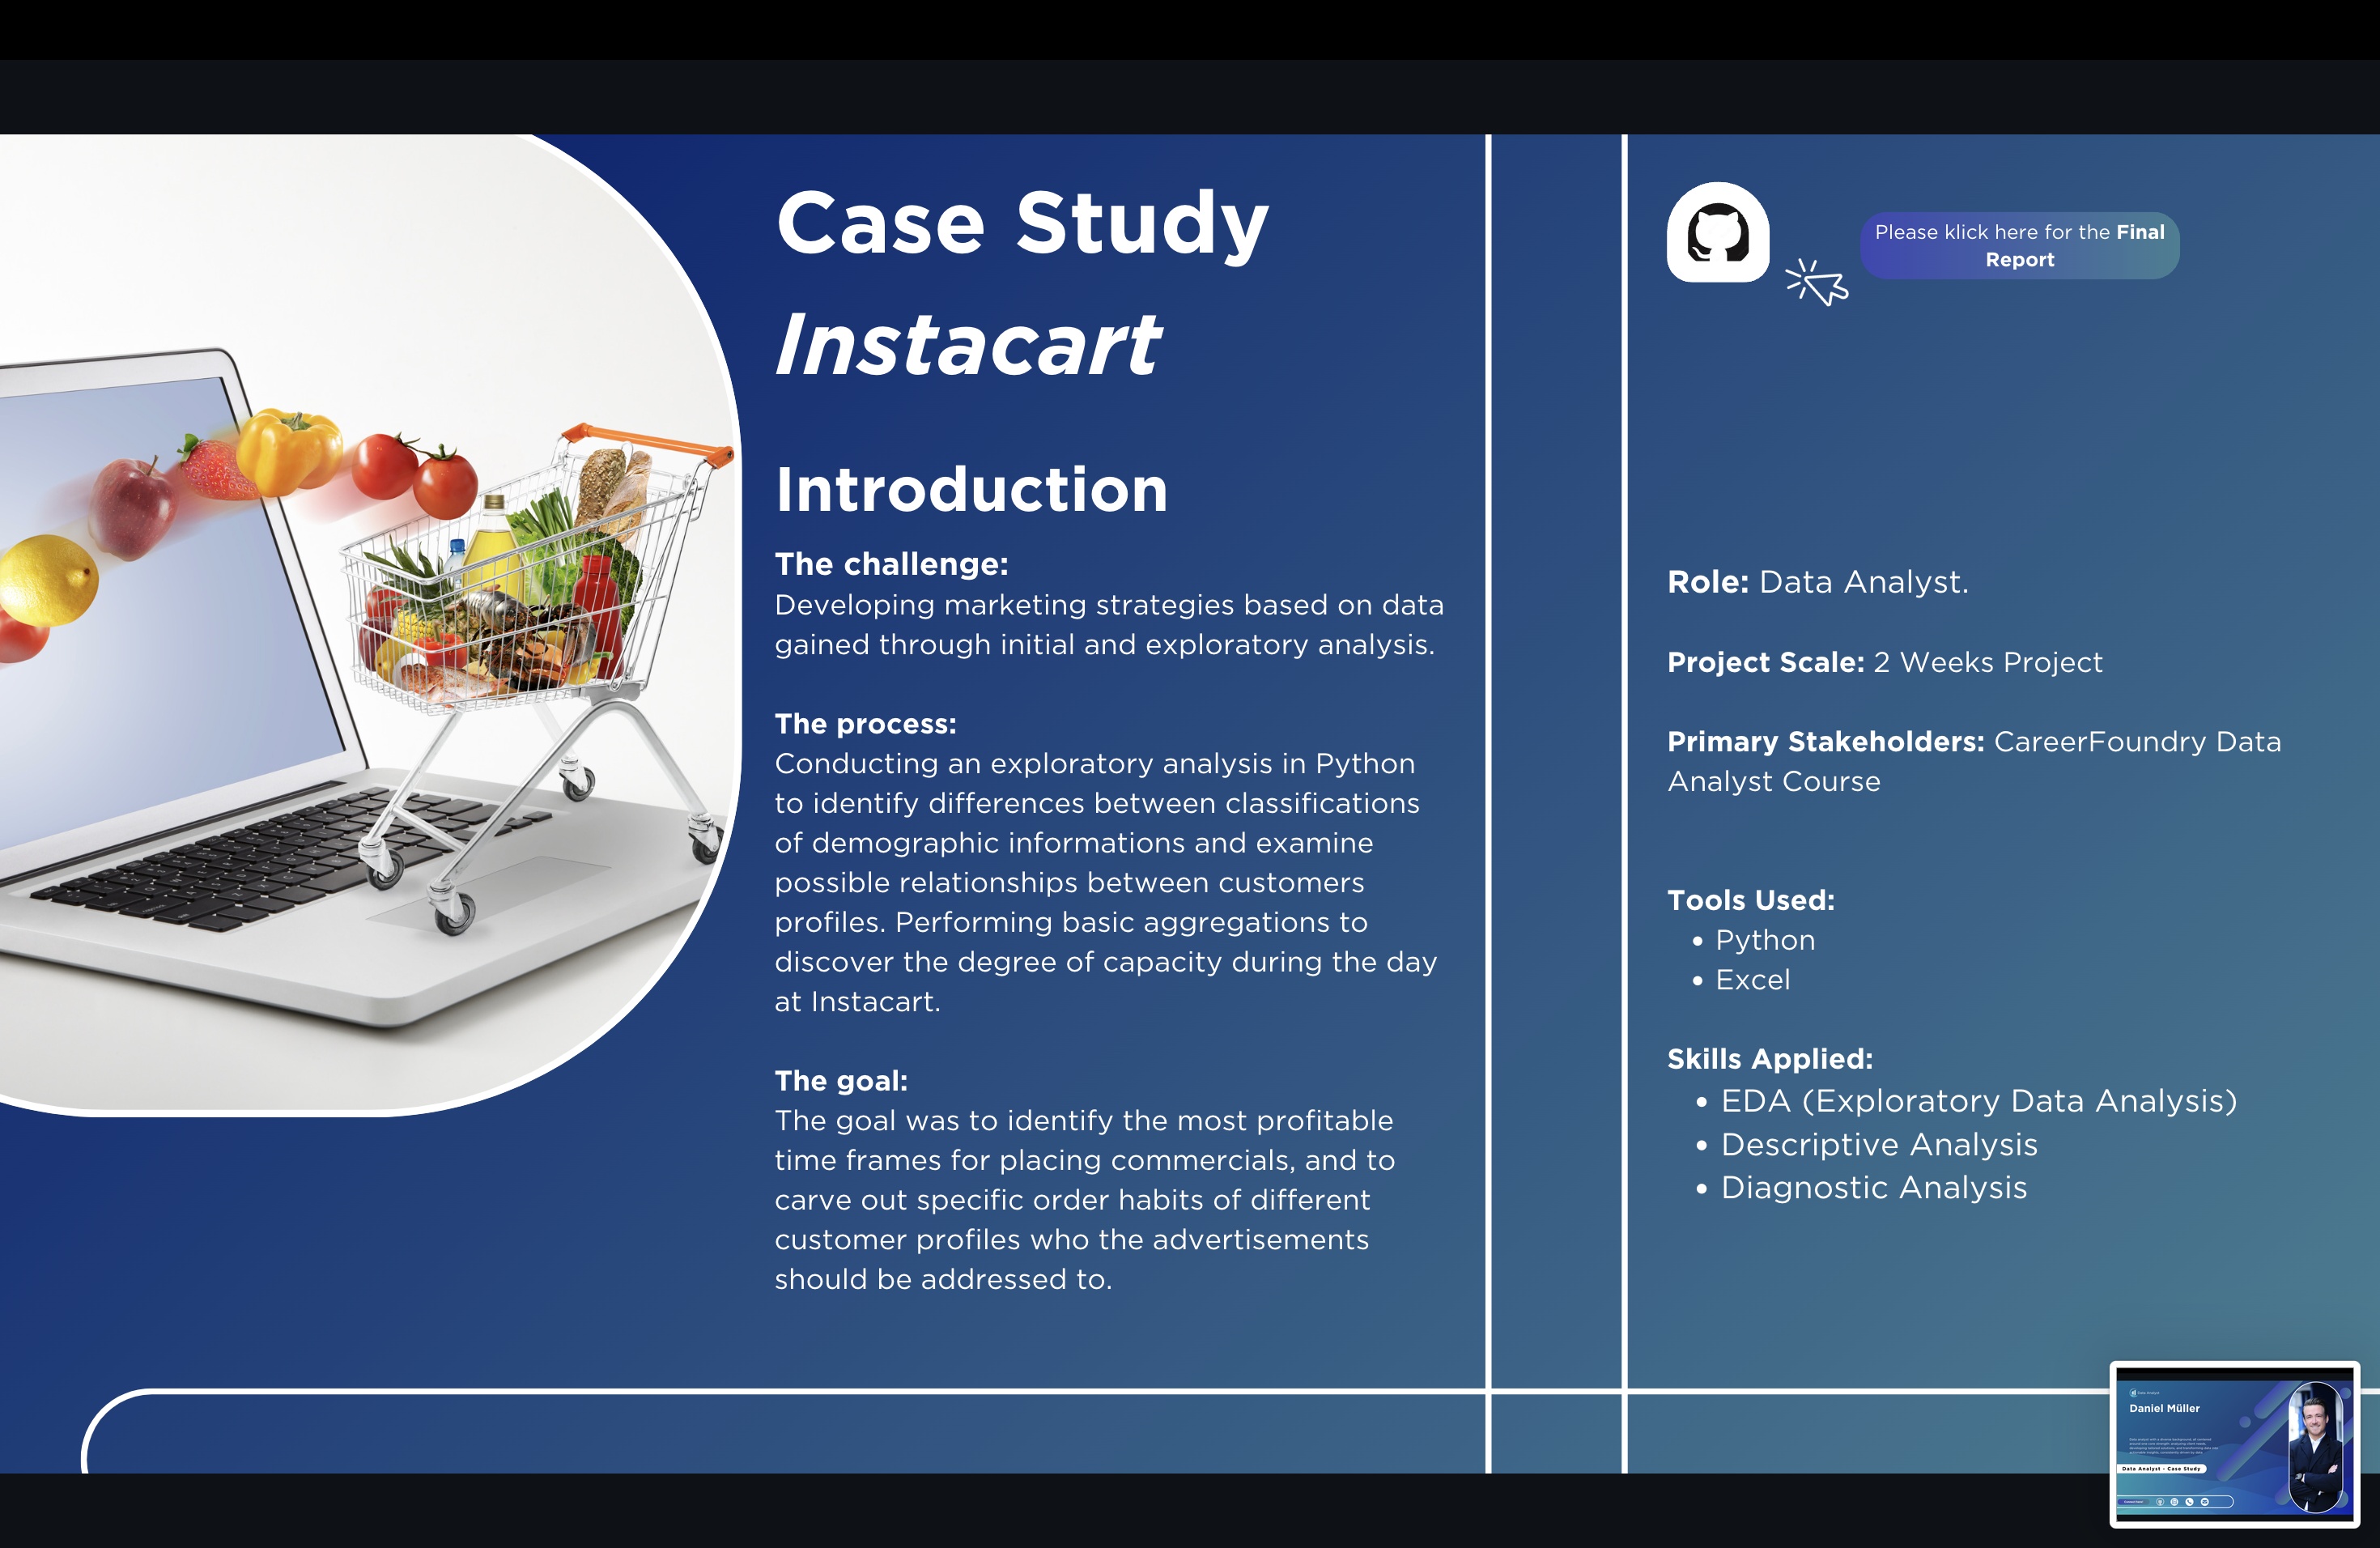 Case Study
Instacart
Introduction
The challenge:
Developing marketing strategies based on data
gained through initial and exploratory analysis.
The process:
Conducting an exploratory analysis in Python
to identify differences between classifications
of demographic informations and examine
possible relationships between customers
profiles. Performing basic aggregations to
discover the degree of capacity during the day
at Instacart.
The goal:
The goal was to identify the most profitable
time frames for placing commercials, and to
carve out specific order habits of different
customer profiles who the advertisements
should be addressed to.
Please klick here for the Final
Report
Role: Data Analyst.
Project Scale: 2 Weeks Project
Primary Stakeholders: CareerFoundry Data
Analyst Course
Tools Used:
• Python
• Excel
Skills Applied:
• EDA (Exploratory Data Analysis)
• Descriptive Analysis
• Diagnostic Analysis
Data Analyst
Daniel Müller
Data Analyst - Case Study